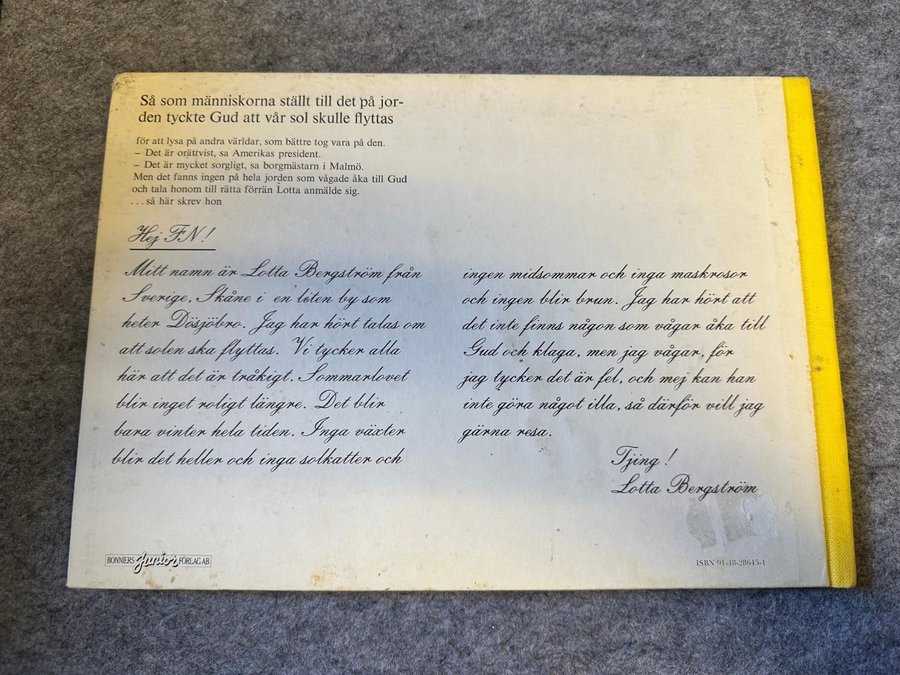 Så som människorna ställt till det på jor-
den tyckte Gud att vår sol skulle flyttas
för att lysa på andra världar, som bättre tog vara på den.
– Det är orättvist, sa Amerikas president.
– Det är mycket sorgligt, sa borgmästarn i Malmö.
Men det fanns ingen på hela jorden som vågade åka till Gud
och tala honom till rätta förrän Lotta anmälde sig.
. . . så här skrev hon
Hej FN!
Mitt namn är Lotta Bergström från
Sverige, Skåne i en liten by som
heter Dösjöbro. Jag har hört talas om
att solen ska flyttas. Vi tycker alla
här att det är tråkigt. Sommarlovet
blir inget roligt längre. Det blir
bara vinter hela tiden. Inga växter
blir det heller och inga solkatter och
ingen midsommar och inga maskrosor
och ingen blir brun. Jag har hört att
det inte finns någon som vågar åka till
Gud och klaga, men jag vågar, för
jag tycker det är fel, och mej kan han
inte göra något illa, så därför vill jag
gärna resa.
Tjing!
Lotta Bergström
BONNIERS Junior FÖRLAG AB
ISBN 91-48-28645-1